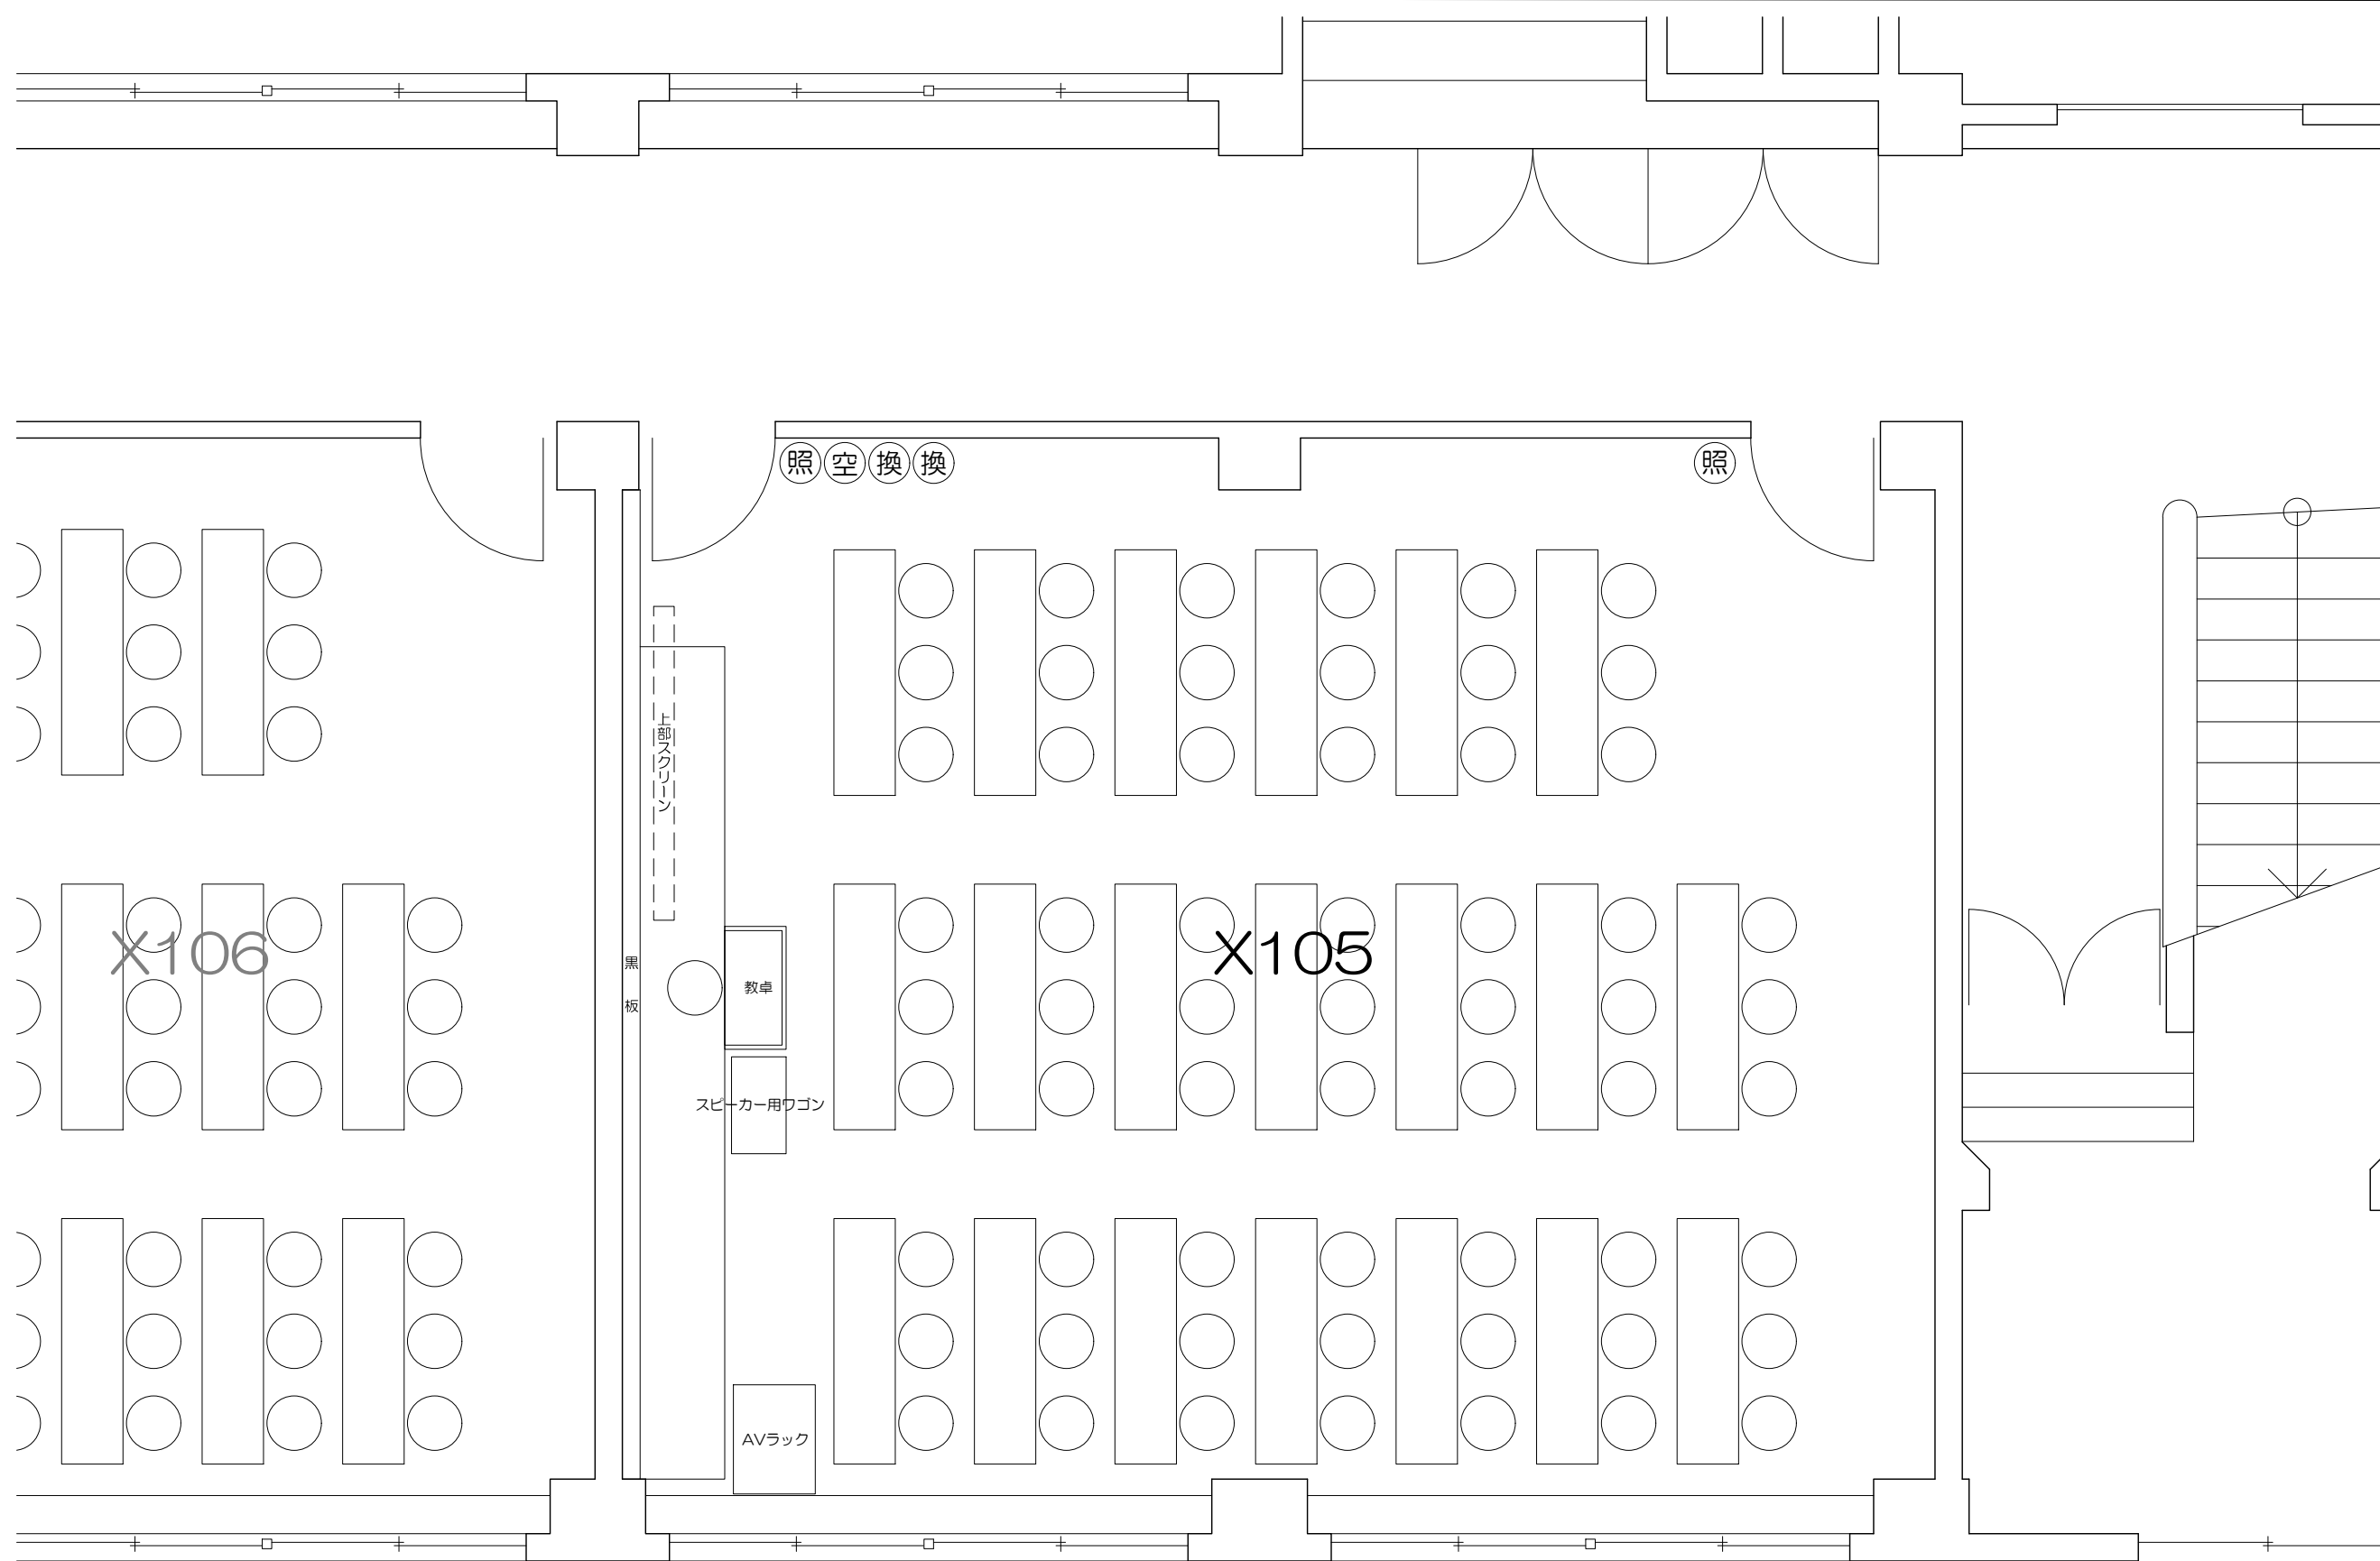 照 空 換 換
照
上部スクリーン
X106
X105
黒板
教卓
スピーカー用ワゴン
AVラック